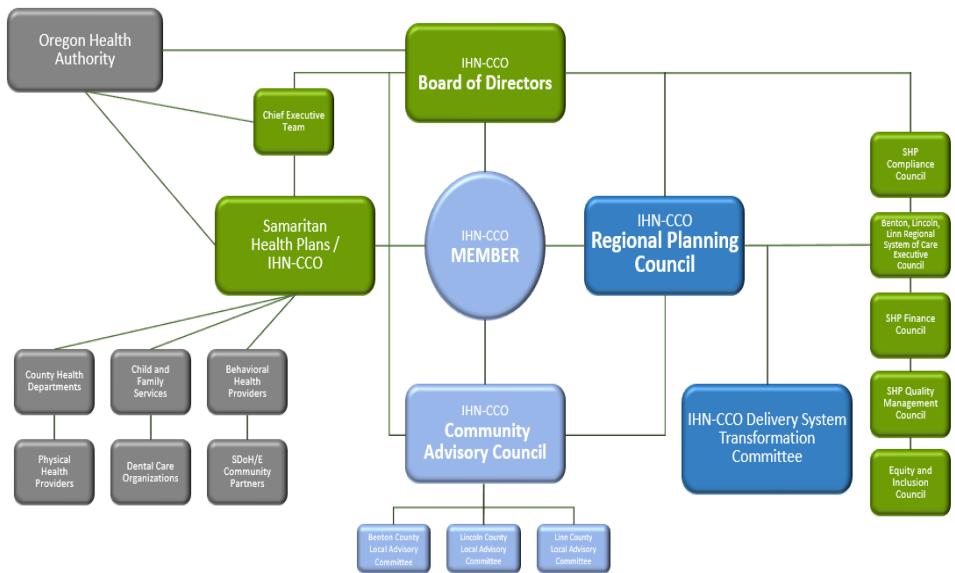 Oregon Health
Authority
IHN-CCO
Board of Directors
Chief Executive
Team
SHP
Compliance
Council
Samaritan
Health Plans /
IHN-CCO
IHN-CCO
MEMBER
IHN-CCO
Regional Planning
Council
Benton, Lincoln,
Linn Regional
System of Care
Executive
Council
SHP Finance
Council
County Health
Departments
Child and
Family
Services
Behavioral
Health
Providers
IHN-CCO
Community
Advisory Council
IHN-CCO Delivery System
Transformation
Committee
SHP Quality
Management
Council
Physical
Health
Providers
Dental Care
Organizations
SDoH/E
Community
Partners
Equity and
Inclusion
Council
Benton County
Local Advisory
Committee
Lincoln County
Local Advisory
Committee
Linn County
Local Advisory
Committee